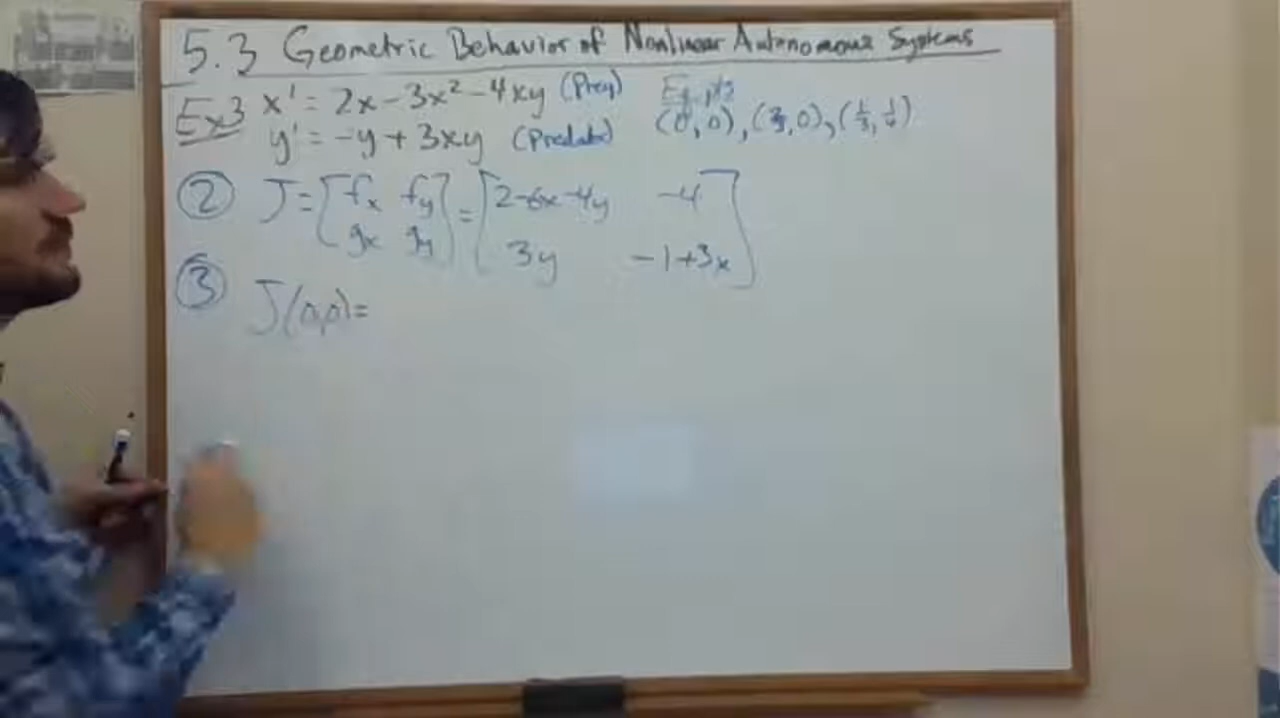 5.3 Geometric Behavior of Nonlinear Autonomous Systems
Ex3 x' = 2x - 3x² - 4xy (Prey) Eq. pts
y' = -y + 3xy (Predator) (0,0), (2/3,0), (1/3,1/4)
② J = [fx fy] = [2-6x-4y -4]
[gx gy] [3y -1+3x]
③ J(0,0)=